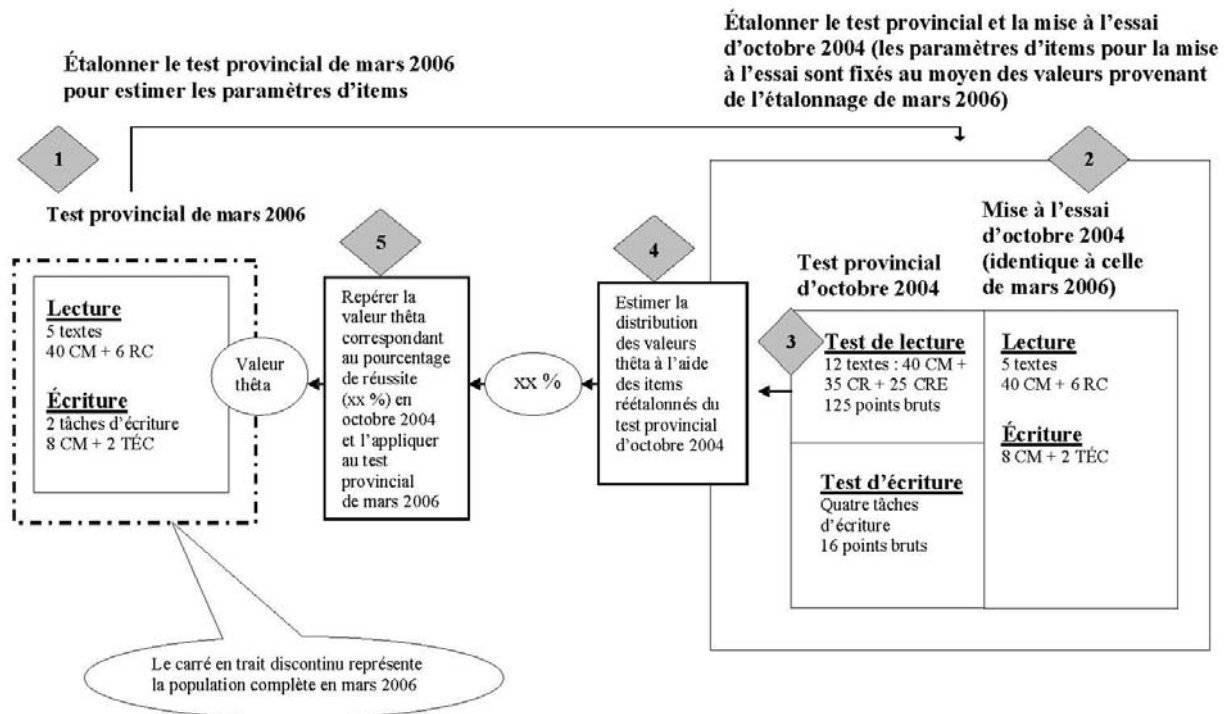 Étalonner le test provincial de mars 2006
pour estimer les paramètres d'items
Étalonner le test provincial et la mise à l'essai
d'octobre 2004 (les paramètres d'items pour la mise
à l'essai sont fixés au moyen des valeurs provenant
de l'étalonnage de mars 2006)
1
Test provincial de mars 2006
Lecture
5 textes
40 CM + 6 RC
Écriture
2 tâches d'écriture
8 CM + 2 TÉC
Valeur
thêta
5
Repérer la
valeur thêta
correspondant
au pourcentage
de réussite
(xx %) en
octobre 2004
et l'appliquer
au test
provincial
de mars 2006
xx %
4
Estimer la
distribution
des valeurs
thêta à l'aide
des items
réétalonnés du
test provincial
d'octobre 2004
2
Test provincial
d'octobre 2004
3
Test de lecture
12 textes : 40 CM +
35 CR + 25 CRE
125 points bruts
Test d'écriture
Quatre tâches
d'écriture
16 points bruts
Mise à l'essai
d'octobre 2004
(identique à celle
de mars 2006)
Lecture
5 textes
40 CM + 6 RC
Écriture
8 CM + 2 TÉC
Le carré en trait discontinu représente
la population complète en mars 2006